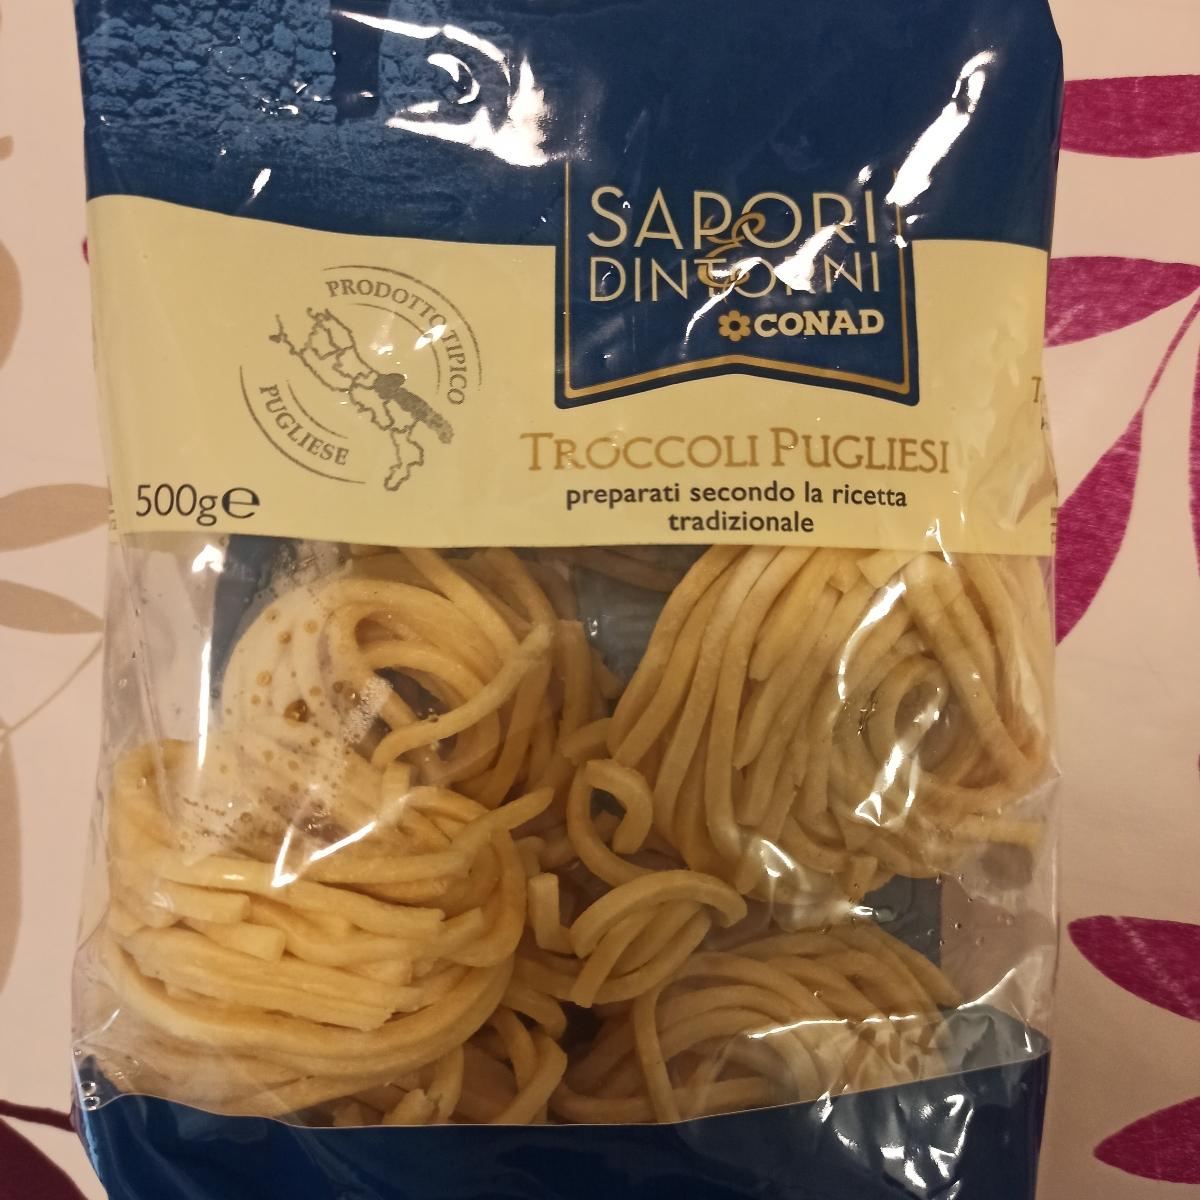 SAPORI
& DINTORNI
CONAD
PRODOTTO TIPICO
PUGLIESE
TROCCOLI PUGLIESI
500g℮
preparati secondo la ricetta
tradizionale